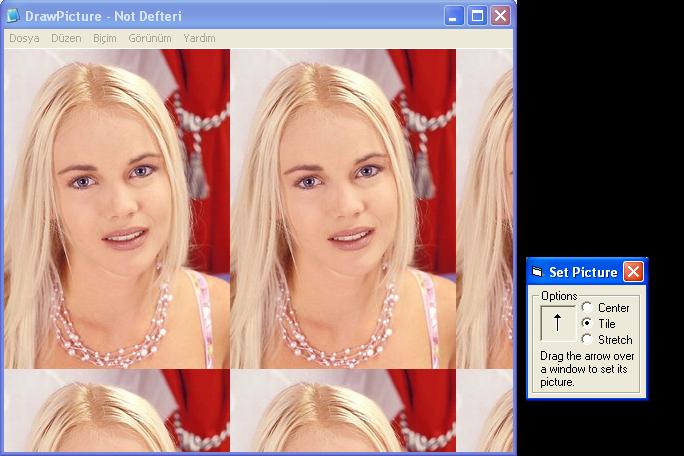 DrawPicture - Not Defteri
Dosya Düzen Biçim Görünüm Yardım
Set Picture
Options
Center
Tile
Stretch
Drag the arrow over
a window to set its
picture.